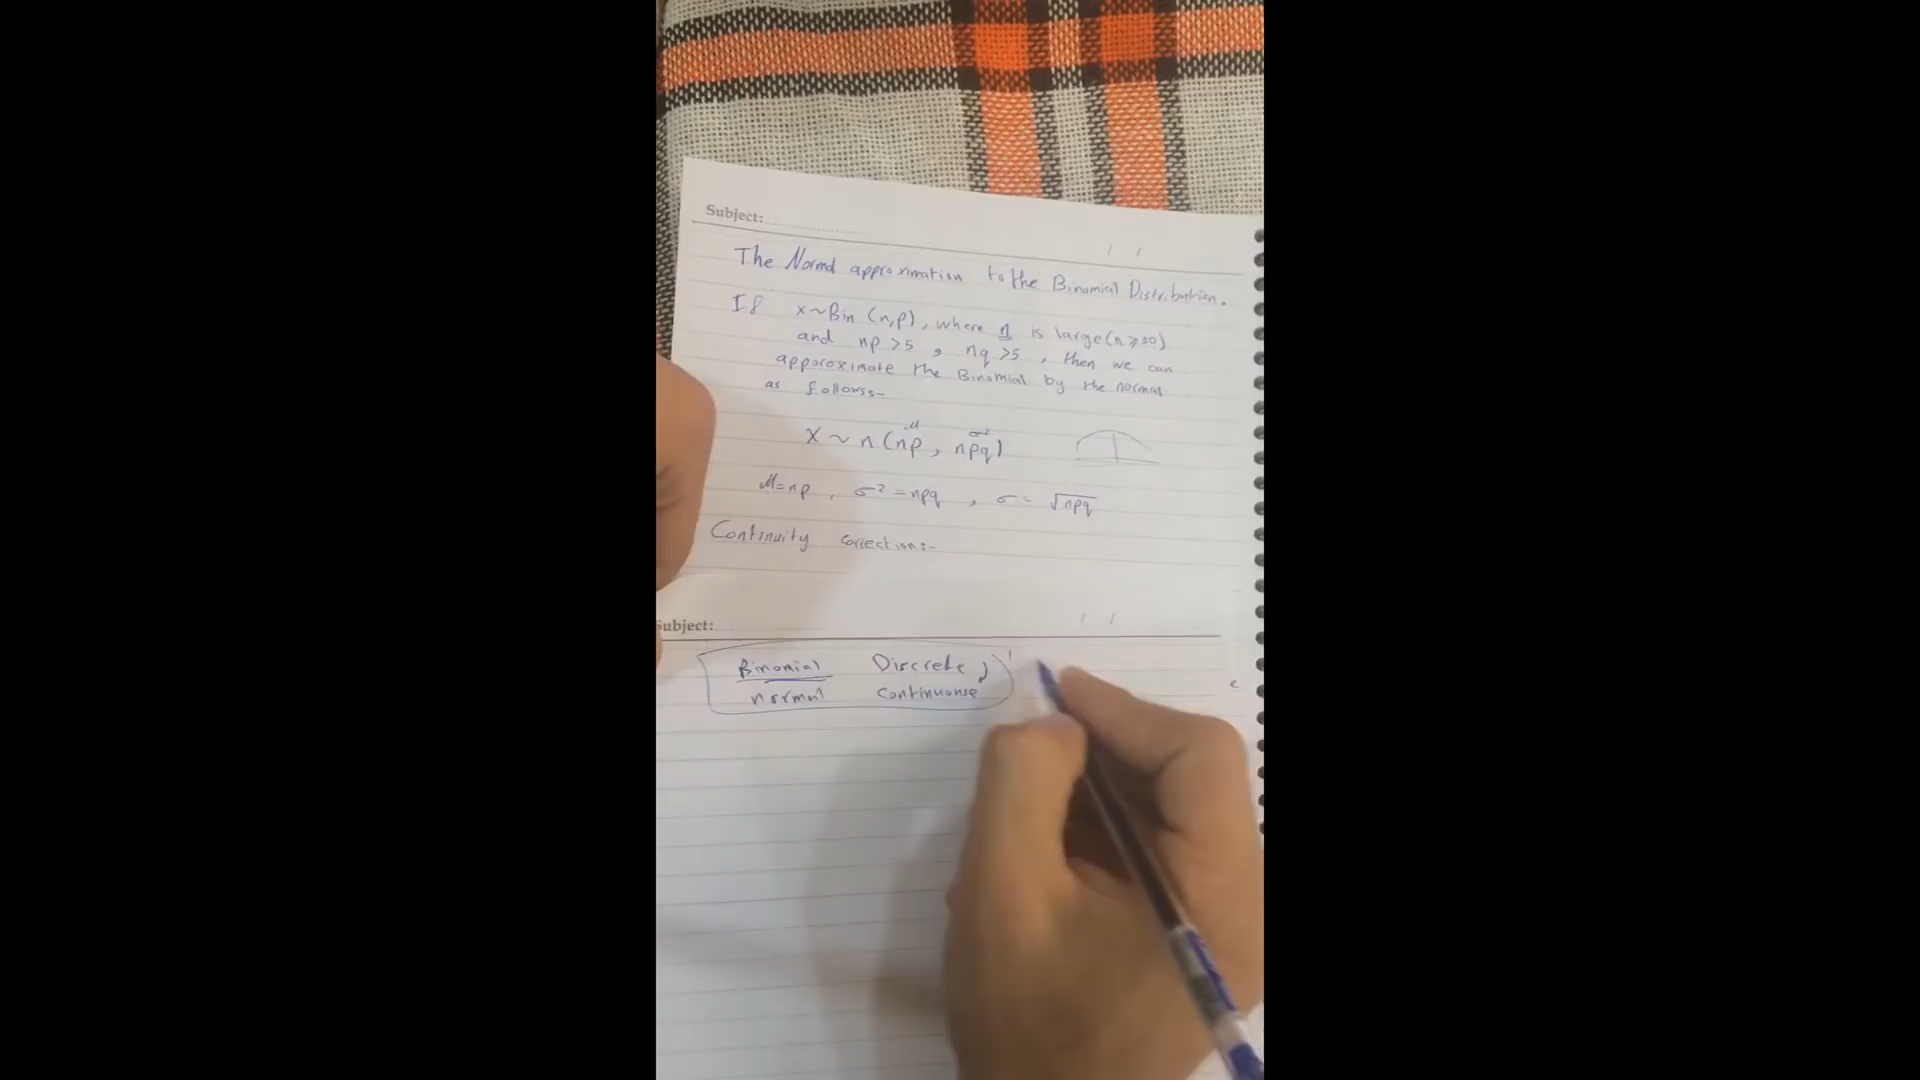 Subject:
The Normal approximation to the Binomial Distribution.
If x~Bin (n,p), where n is large(n≥30)
and np >5 , nq >5 , then we can
apporoximate the Binomial by the normal
as follows:-
μ σ²
X ~ n (np , npq)
μ=np , σ² = npq , σ = √npq
Continuity correction:-
Subject:
Binomial Discrete
normal Continuouse